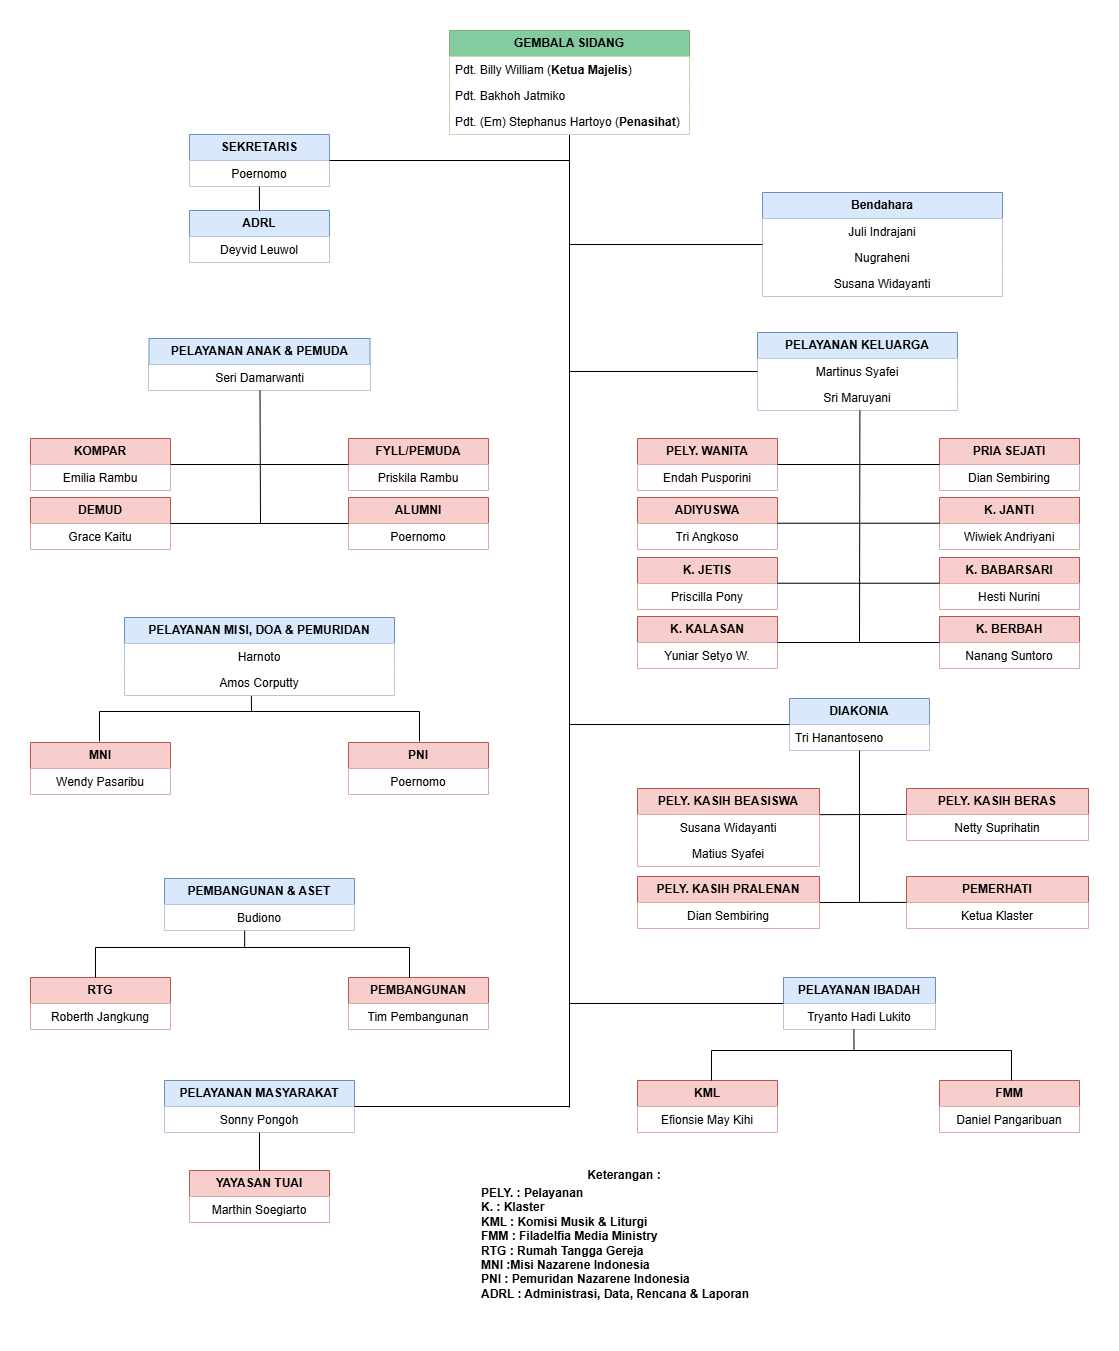 GEMBALA SIDANG
Pdt. Billy William (Ketua Majelis)
Pdt. Bakhoh Jatmiko
Pdt. (Em) Stephanus Hartoyo (Penasihat)
SEKRETARIS
Poernomo
ADRL
Deyvid Leuwol
Bendahara
Juli Indrajani
Nugraheni
Susana Widayanti
PELAYANAN ANAK & PEMUDA
Seri Damarwanti
KOMPAR
Emilia Rambu
FYLL/PEMUDA
Priskila Rambu
DEMUD
Grace Kaitu
ALUMNI
Poernomo
PELAYANAN KELUARGA
Martinus Syafei
Sri Maruyani
PELY. WANITA
Endah Pusporini
PRIA SEJATI
Dian Sembiring
ADIYUSWA
Tri Angkoso
K. JANTI
Wiwiek Andriyani
K. JETIS
Priscilla Pony
K. BABARSARI
Hesti Nurini
K. KALASAN
Yuniar Setyo W.
K. BERBAH
Nanang Suntoro
PELAYANAN MISI, DOA & PEMURIDAN
Harnoto
Amos Corputty
MNI
Wendy Pasaribu
PNI
Poernomo
DIAKONIA
Tri Hanantoseno
PELY. KASIH BEASISWA
Susana Widayanti
Matius Syafei
PELY. KASIH BERAS
Netty Suprihatin
PELY. KASIH PRALENAN
Dian Sembiring
PEMERHATI
Ketua Klaster
PEMBANGUNAN & ASET
Budiono
RTG
Roberth Jangkung
PEMBANGUNAN
Tim Pembangunan
PELAYANAN IBADAH
Tryanto Hadi Lukito
KML
Efionsie May Kihi
FMM
Daniel Pangaribuan
PELAYANAN MASYARAKAT
Sonny Pongoh
YAYASAN TUAI
Marthin Soegiarto
Keterangan :
PELY. : Pelayanan
K. : Klaster
KML : Komisi Musik & Liturgi
FMM : Filadelfia Media Ministry
RTG : Rumah Tangga Gereja
MNI :Misi Nazarene Indonesia
PNI : Pemuridan Nazarene Indonesia
ADRL : Administrasi, Data, Rencana & Laporan